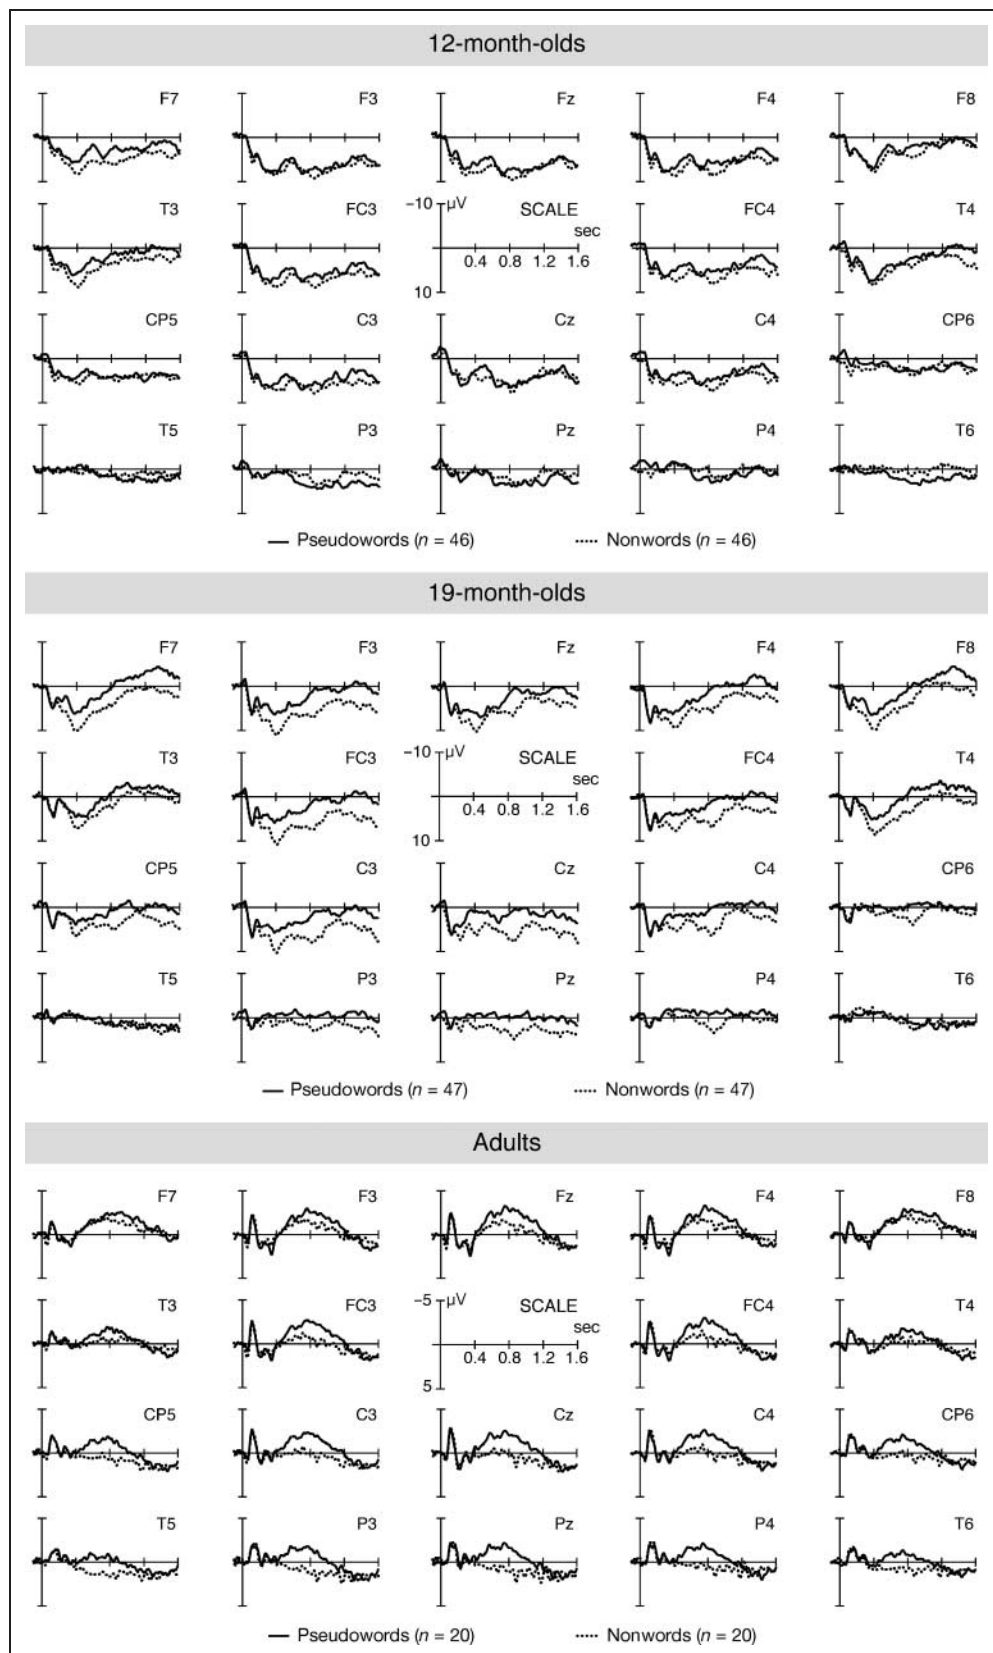 12-month-olds
F7 F3 Fz F4 F8
T3 FC3 −10 μV SCALE sec FC4 T4
0.4 0.8 1.2 1.6
10
CP5 C3 Cz C4 CP6
T5 P3 Pz P4 T6
Pseudowords (n = 46) Nonwords (n = 46)
19-month-olds
F7 F3 Fz F4 F8
T3 FC3 −10 μV SCALE sec FC4 T4
0.4 0.8 1.2 1.6
10
CP5 C3 Cz C4 CP6
T5 P3 Pz P4 T6
Pseudowords (n = 47) Nonwords (n = 47)
Adults
F7 F3 Fz F4 F8
T3 FC3 −5 μV SCALE sec FC4 T4
0.4 0.8 1.2 1.6
5
CP5 C3 Cz C4 CP6
T5 P3 Pz P4 T6
Pseudowords (n = 20) Nonwords (n = 20)